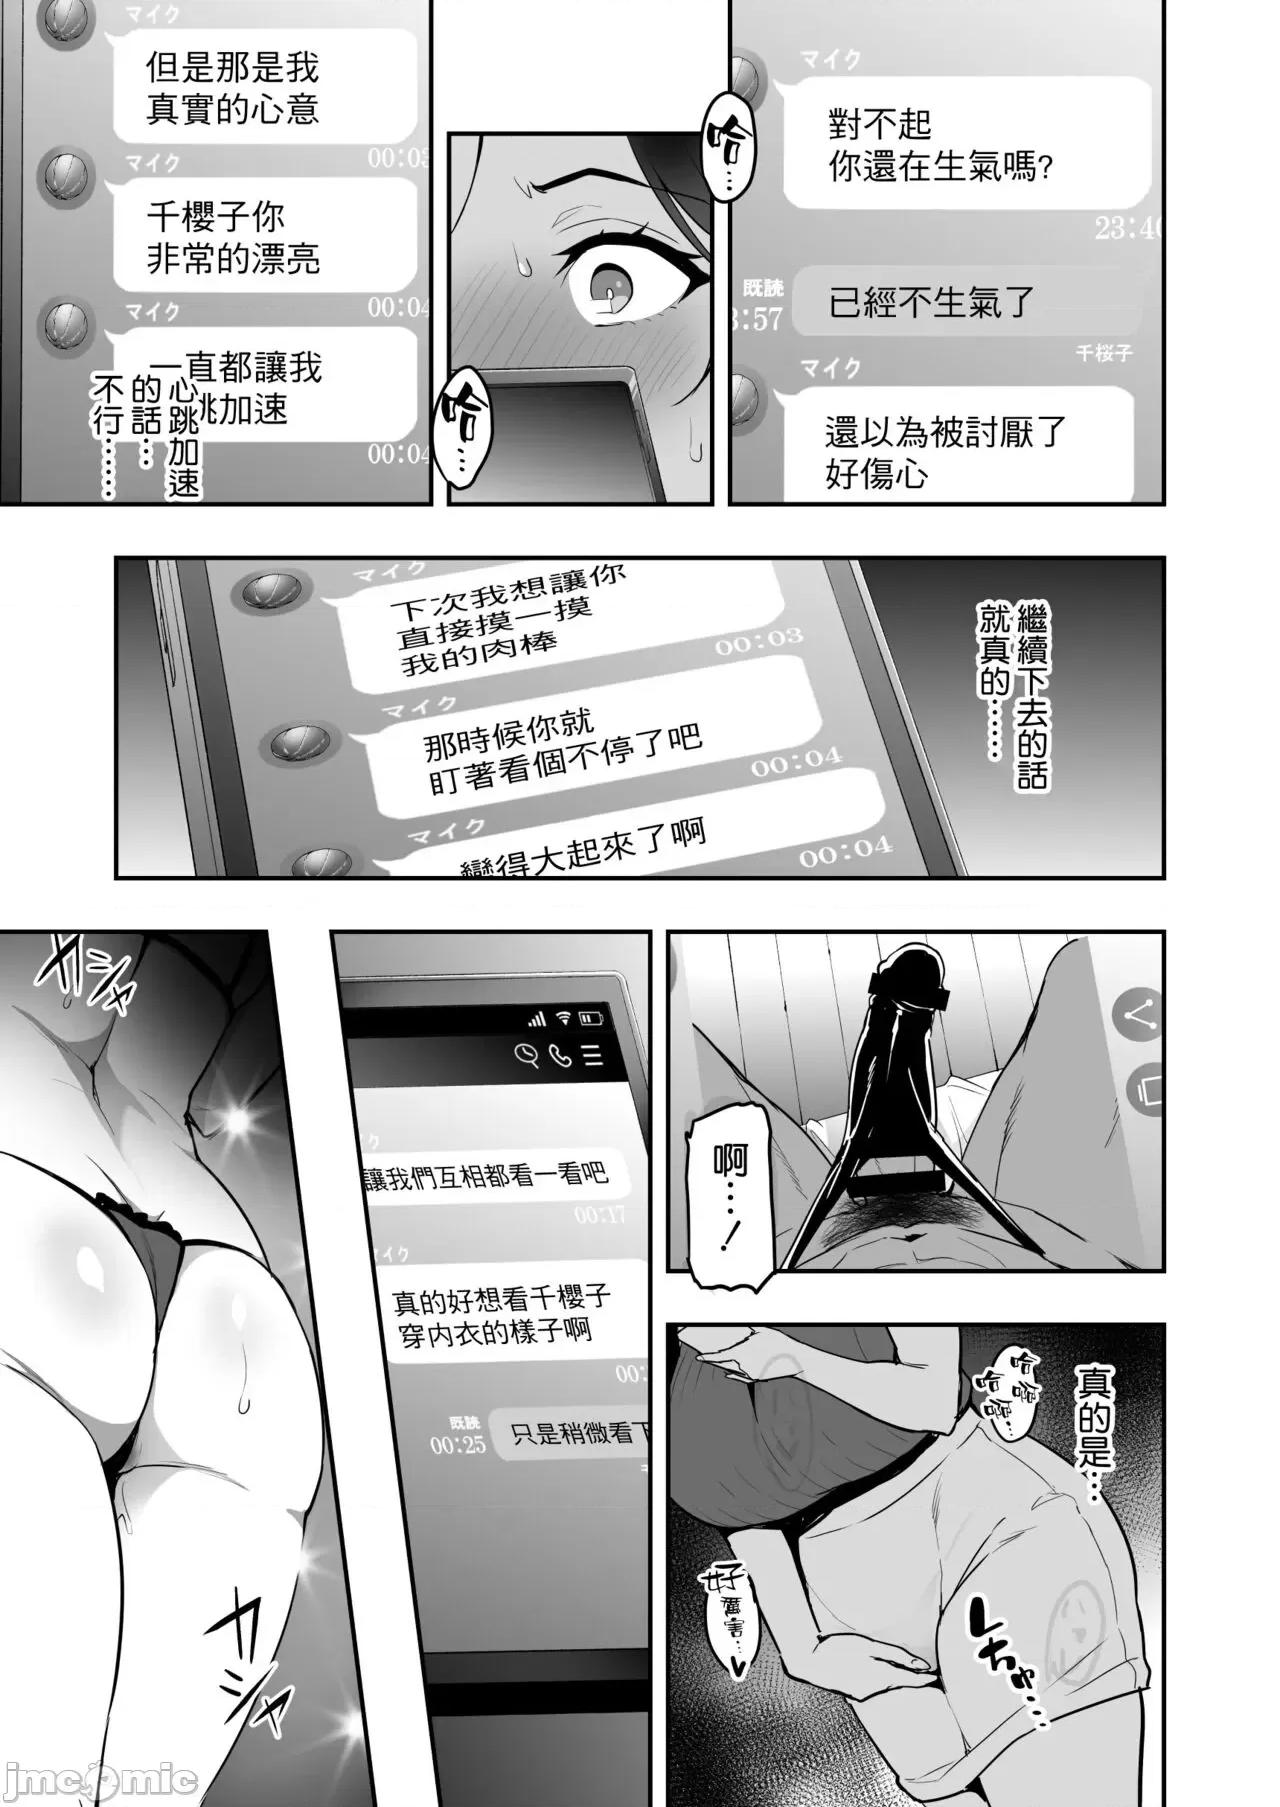 マイク
對不起
你還在生氣嗎?
23:40
既読
3:57
已經不生氣了
千桜子
マイク
還以為被討厭了
好傷心
哈…
哈…
マイク
但是那是我
真實的心意
00:03
マイク
千櫻子你
非常的漂亮
00:04
マイク
一直都讓我
跳加速
00:04
心跳加速
的話…
不行……
繼續下去的話
就真的……
マイク
下次我想讓你
直接摸一摸
我的肉棒
00:03
マイク
那時候你就
盯著看個不停了吧
00:04
マイク
變得大起來了啊
00:04
啊…!
真的是…
哈哈
哈哈…
好厲害…
しちゅ…
イク
讓我們互相都看一看吧
00:17
マイク
真的好想看千櫻子
穿內衣的樣子啊
既読
00:25
只是稍微看下
カシャ
カシャ
jmcomic